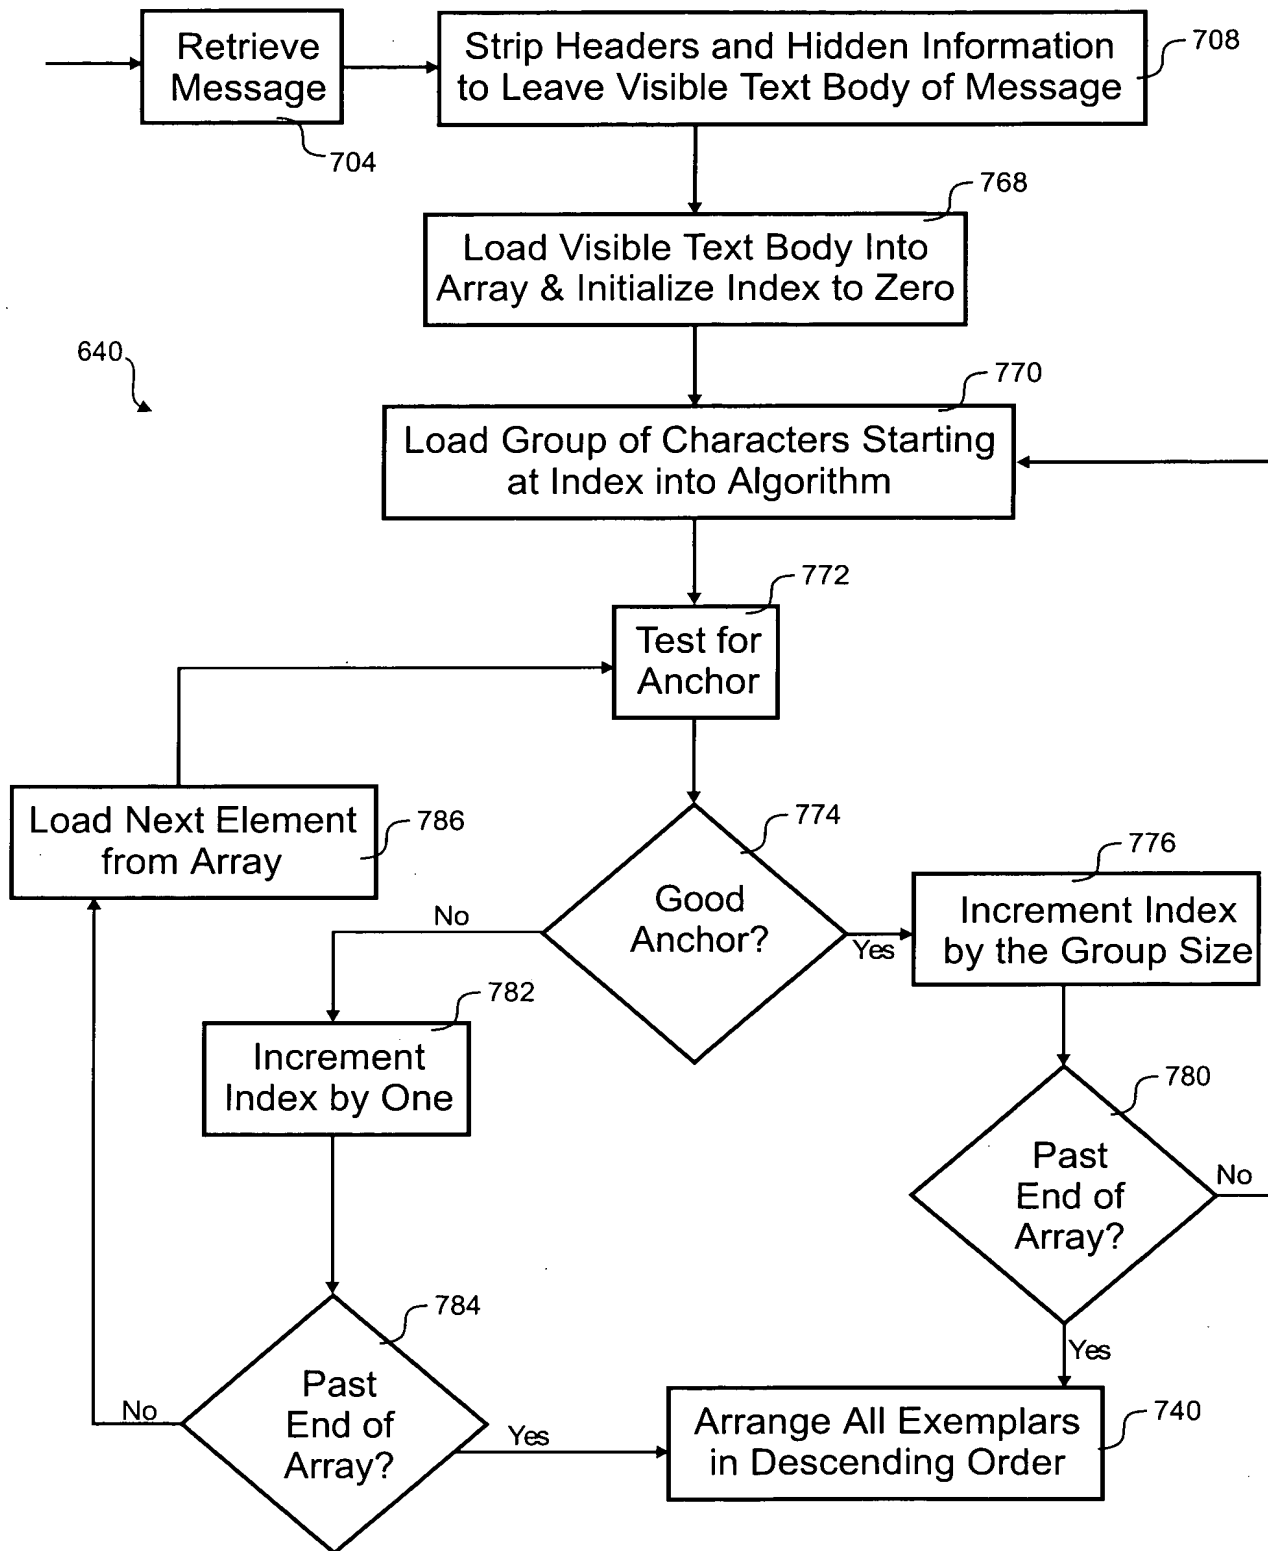 Retrieve
Message
704
Strip Headers and Hidden Information
to Leave Visible Text Body of Message
708
768
Load Visible Text Body Into
Array & Initialize Index to Zero
640
770
Load Group of Characters Starting
at Index into Algorithm
772
Test for
Anchor
Load Next Element
from Array
786
774
Good
Anchor?
No
Yes
776
Increment Index
by the Group Size
782
Increment
Index by One
780
Past
End of
Array?
No
Yes
784
Past
End of
Array?
No
Yes
Arrange All Exemplars
in Descending Order
740